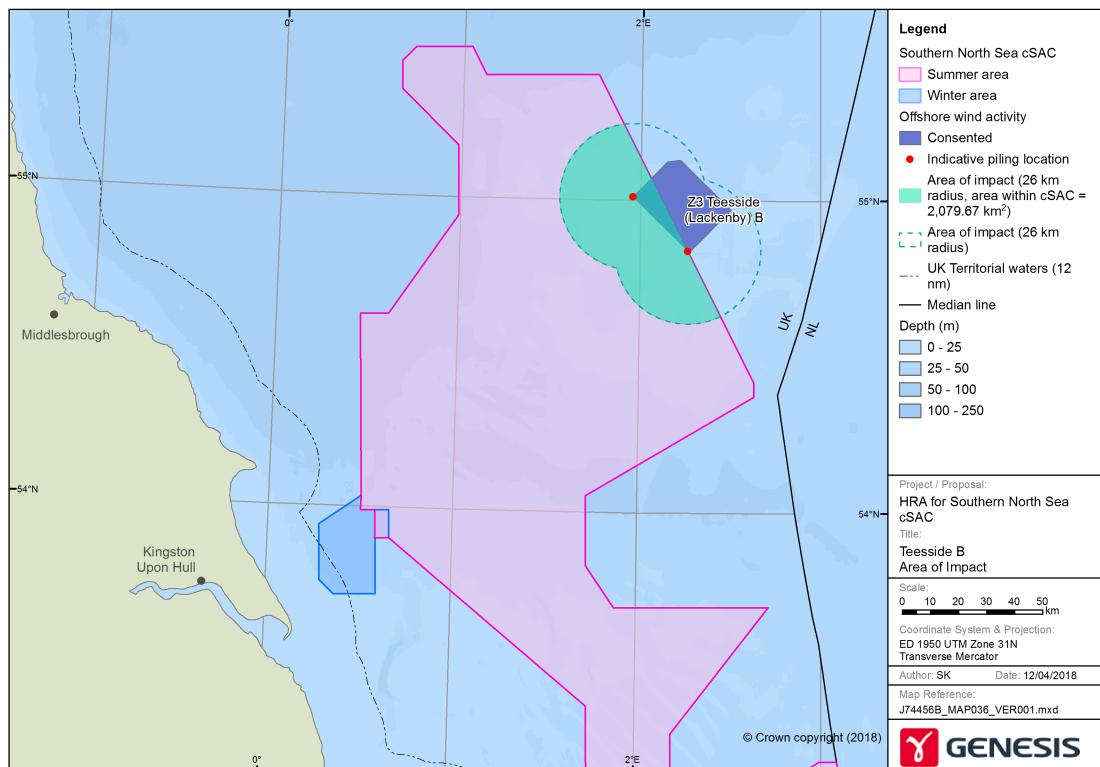 0°
2°E
55°N
55°N
Z3 Teesside
(Lackenby) B
Middlesbrough
UK
NL
54°N
54°N
Kingston
Upon Hull
© Crown copyright (2018)
0°
2°E
Legend
Southern North Sea cSAC
Summer area
Winter area
Offshore wind activity
Consented
Indicative piling location
Area of impact (26 km
radius, area within cSAC =
2,079.67 km²)
Area of impact (26 km
radius)
UK Territorial waters (12
nm)
Median line
Depth (m)
0 - 25
25 - 50
50 - 100
100 - 250
Project / Proposal:
HRA for Southern North Sea
cSAC
Title:
Teesside B
Area of Impact
Scale:
0 10 20 30 40 50
km
Coordinate System & Projection:
ED 1950 UTM Zone 31N
Transverse Mercator
Author: SK Date: 12/04/2018
Map Reference:
J74456B_MAP036_VER001.mxd
GENESIS